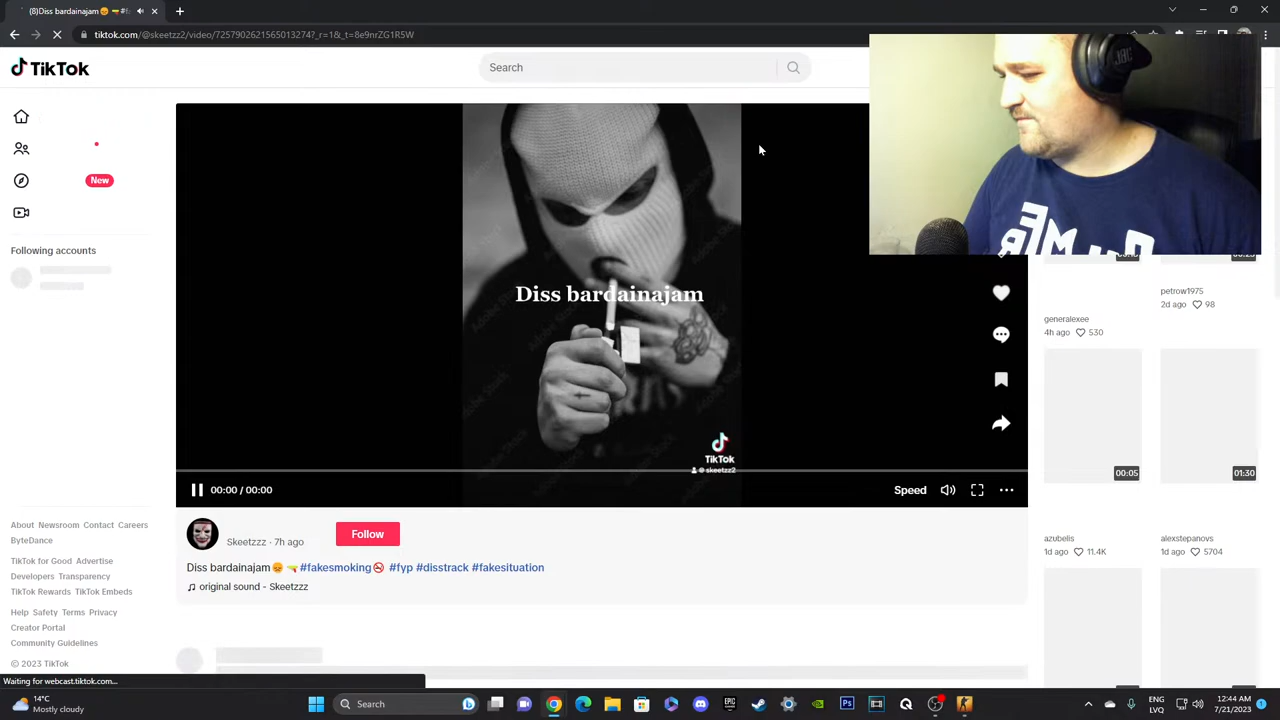 (8)Diss bardainajam
tiktok.com/@skeetzz2/video/7257902621565013274?_r=1&_t=8e9nrZG1R5W
TikTok
Search
New
Following accounts
Diss bardainajam
TikTok
@ skeetzz2
00:00 / 00:00
Speed
Skeetzzz · 7h ago
Follow
Diss bardainajam #fakesmoking #fyp #disstrack #fakesituation
original sound - Skeetzzz
petrow1975
2d ago 98
generalexee
4h ago 530
00:05
01:30
azubelis
1d ago 11.4K
alexstepanovs
1d ago 5704
About Newsroom Contact Careers
ByteDance
TikTok for Good Advertise
Developers Transparency
TikTok Rewards TikTok Embeds
Help Safety Terms Privacy
Creator Portal
Community Guidelines
© 2023 TikTok
Waiting for webcast.tiktok.com...
14°C
Mostly cloudy
Search
ENG
LVQ
12:44 AM
7/21/2023
JBL